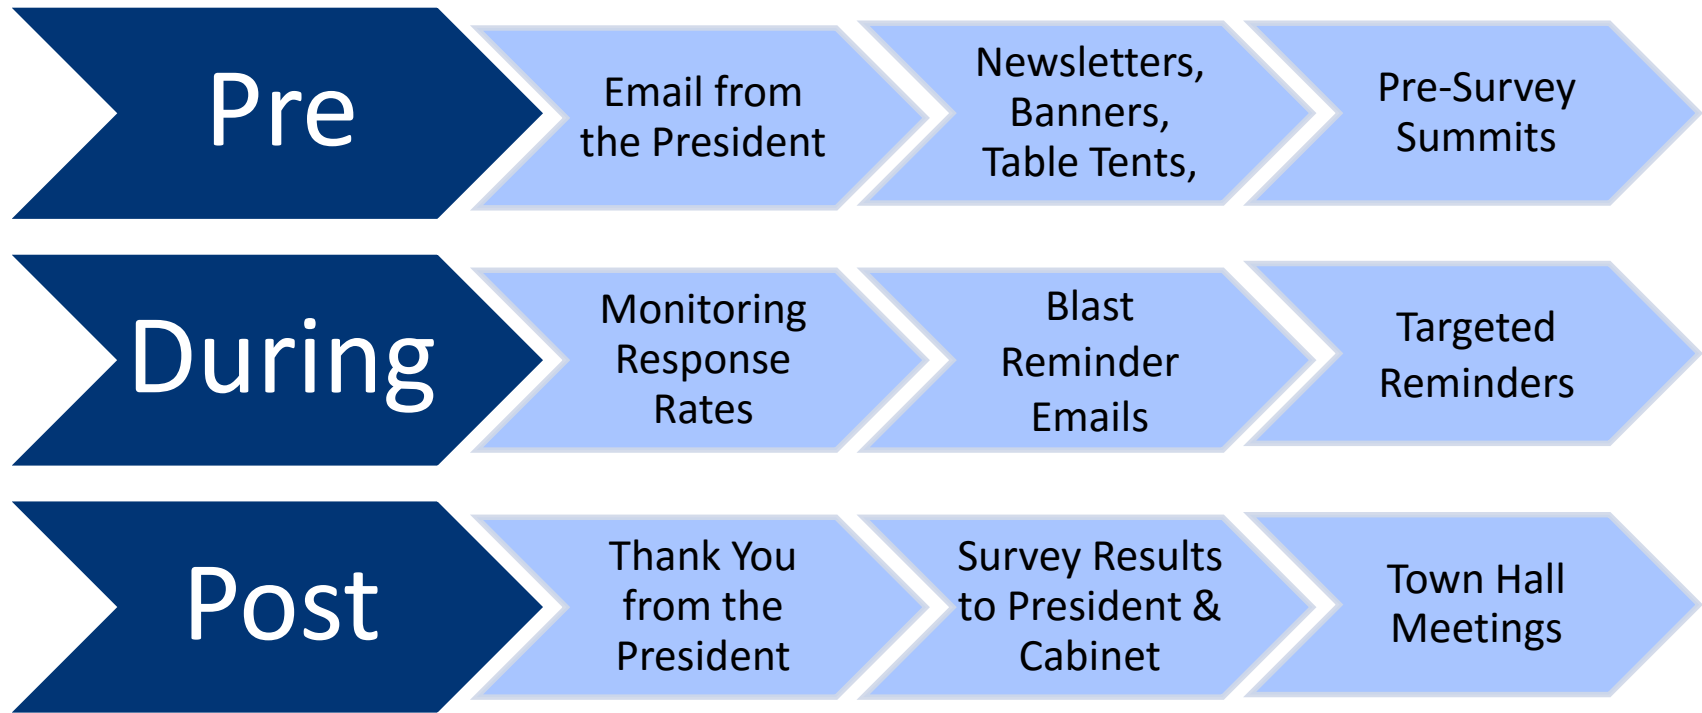 Pre
Email from
the President
Newsletters,
Banners,
Table Tents,
Pre-Survey
Summits
During
Monitoring
Response
Rates
Blast
Reminder
Emails
Targeted
Reminders
Post
Thank You
from the
President
Survey Results
to President &
Cabinet
Town Hall
Meetings